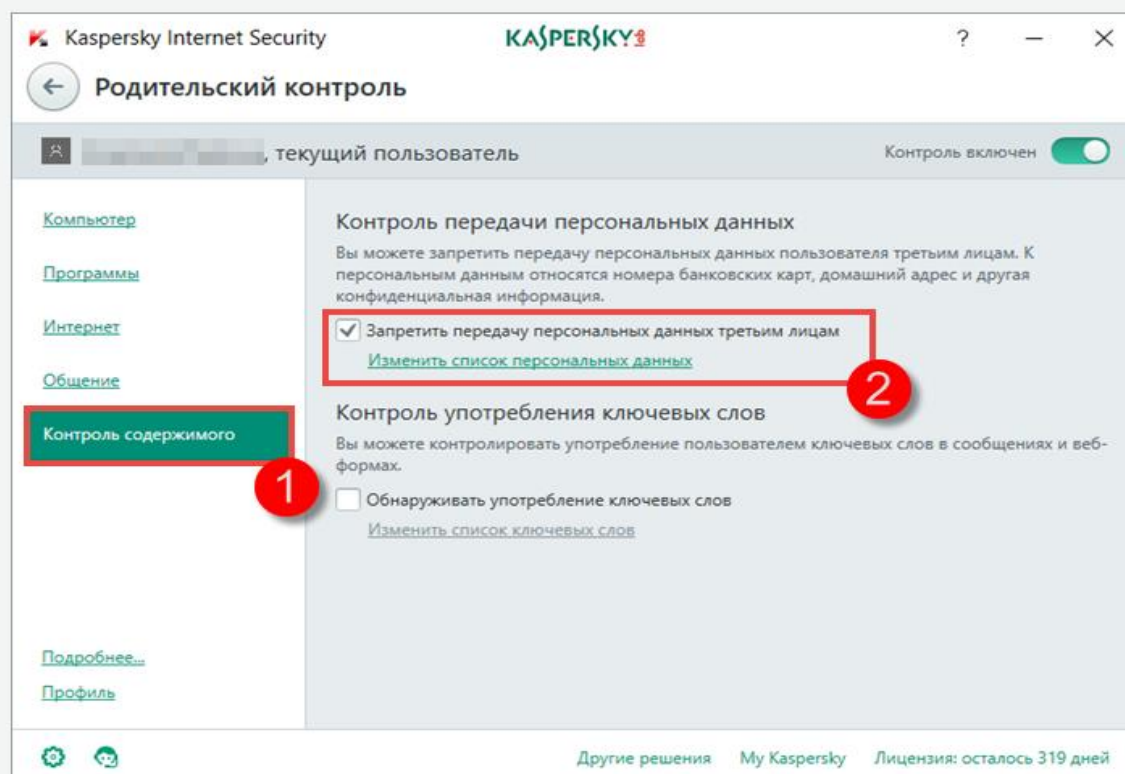 Kaspersky Internet Security
KASPERSKY
Родительский контроль
, текущий пользователь
Контроль включен
Компьютер
Программы
Интернет
Общение
Контроль содержимого
1
Контроль передачи персональных данных
Вы можете запретить передачу персональных данных пользователя третьим лицам. К
персональным данным относятся номера банковских карт, домашний адрес и другая
конфиденциальная информация.
Запретить передачу персональных данных третьим лицам
Изменить список персональных данных
2
Контроль употребления ключевых слов
Вы можете контролировать употребление пользователем ключевых слов в сообщениях и веб-
формах.
Обнаруживать употребление ключевых слов
Изменить список ключевых слов
Подробнее...
Профиль
Другие решения
My Kaspersky
Лицензия: осталось 319 дней